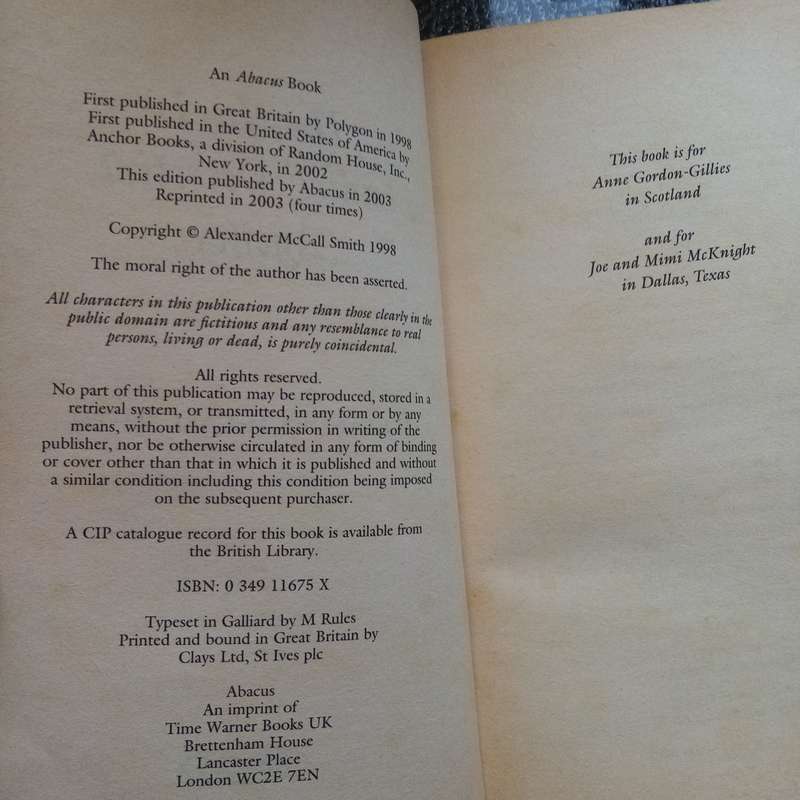 An Abacus Book
First published in Great Britain by Polygon in 1998
First published in the United States of America by
Anchor Books, a division of Random House, Inc.,
New York, in 2002
This edition published by Abacus in 2003
Reprinted in 2003 (four times)
Copyright © Alexander McCall Smith 1998
The moral right of the author has been asserted.
All characters in this publication other than those clearly in the
public domain are fictitious and any resemblance to real
persons, living or dead, is purely coincidental.
All rights reserved.
No part of this publication may be reproduced, stored in a
retrieval system, or transmitted, in any form or by any
means, without the prior permission in writing of the
publisher, nor be otherwise circulated in any form of binding
or cover other than that in which it is published and without
a similar condition including this condition being imposed
on the subsequent purchaser.
A CIP catalogue record for this book is available from
the British Library.
ISBN: 0 349 11675 X
Typeset in Galliard by M Rules
Printed and bound in Great Britain by
Clays Ltd, St Ives plc
Abacus
An imprint of
Time Warner Books UK
Brettenham House
Lancaster Place
London WC2E 7EN
This book is for
Anne Gordon-Gillies
in Scotland
and for
Joe and Mimi McKnight
in Dallas, Texas